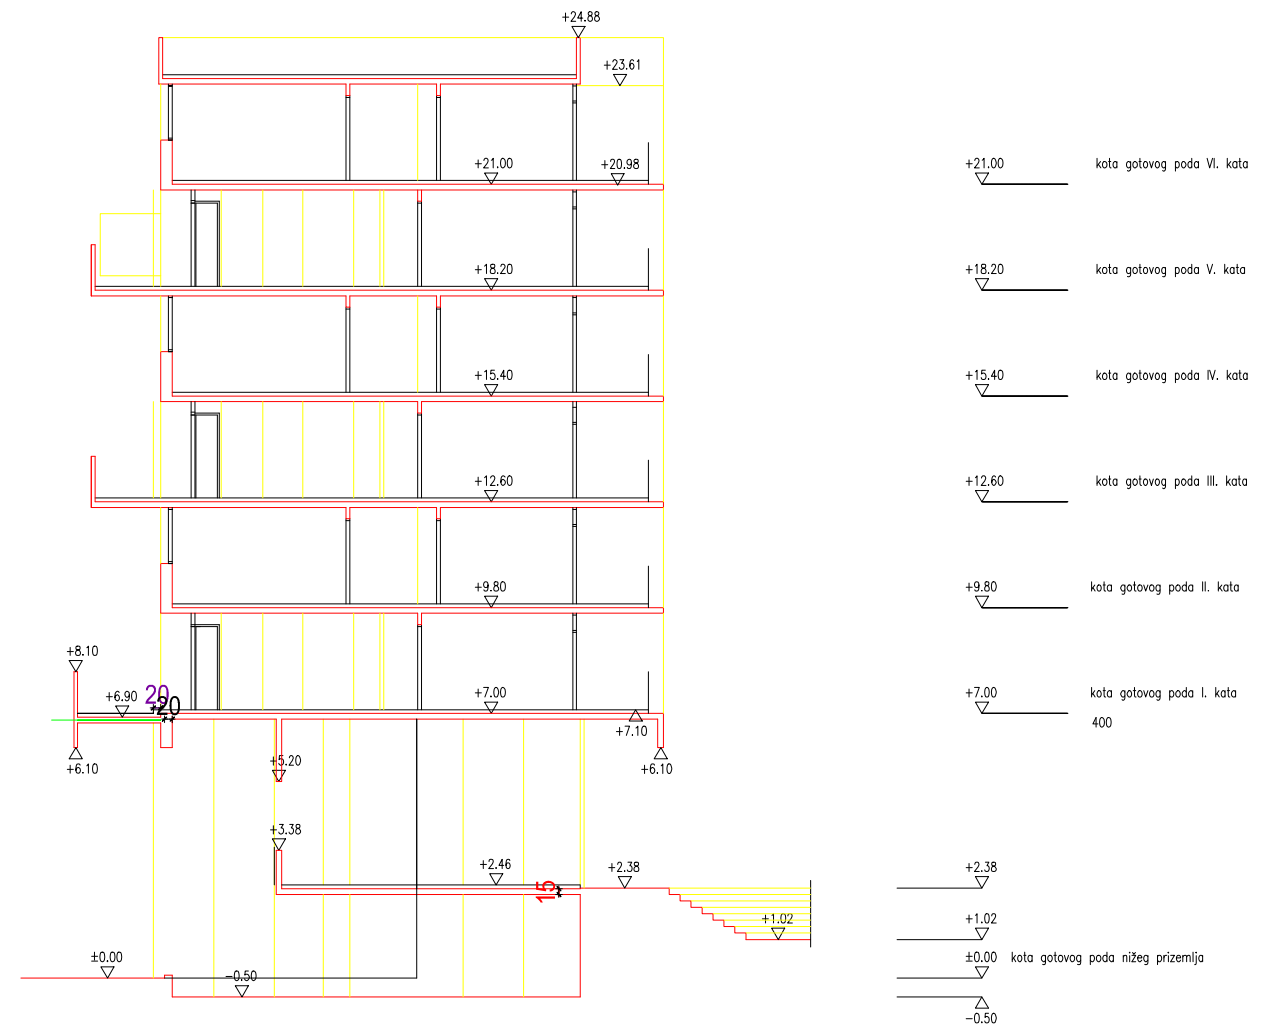 +24.88
+23.61
+21.00 +20.98 +21.00 kota gotovog poda VI. kata
+18.20 +18.20 kota gotovog poda V. kata
+15.40 +15.40 kota gotovog poda IV. kata
+12.60 +12.60 kota gotovog poda III. kata
+9.80 +9.80 kota gotovog poda II. kata
+8.10
+6.90 20 20 +7.00 +7.00 kota gotovog poda I. kata
+7.10 400
+6.10 +5.20 +6.10
+3.38
+2.46 +2.38 +2.38
15
+1.02 +1.02
±0.00 ±0.00 kota gotovog poda nižeg prizemlja
-0.50
-0.50